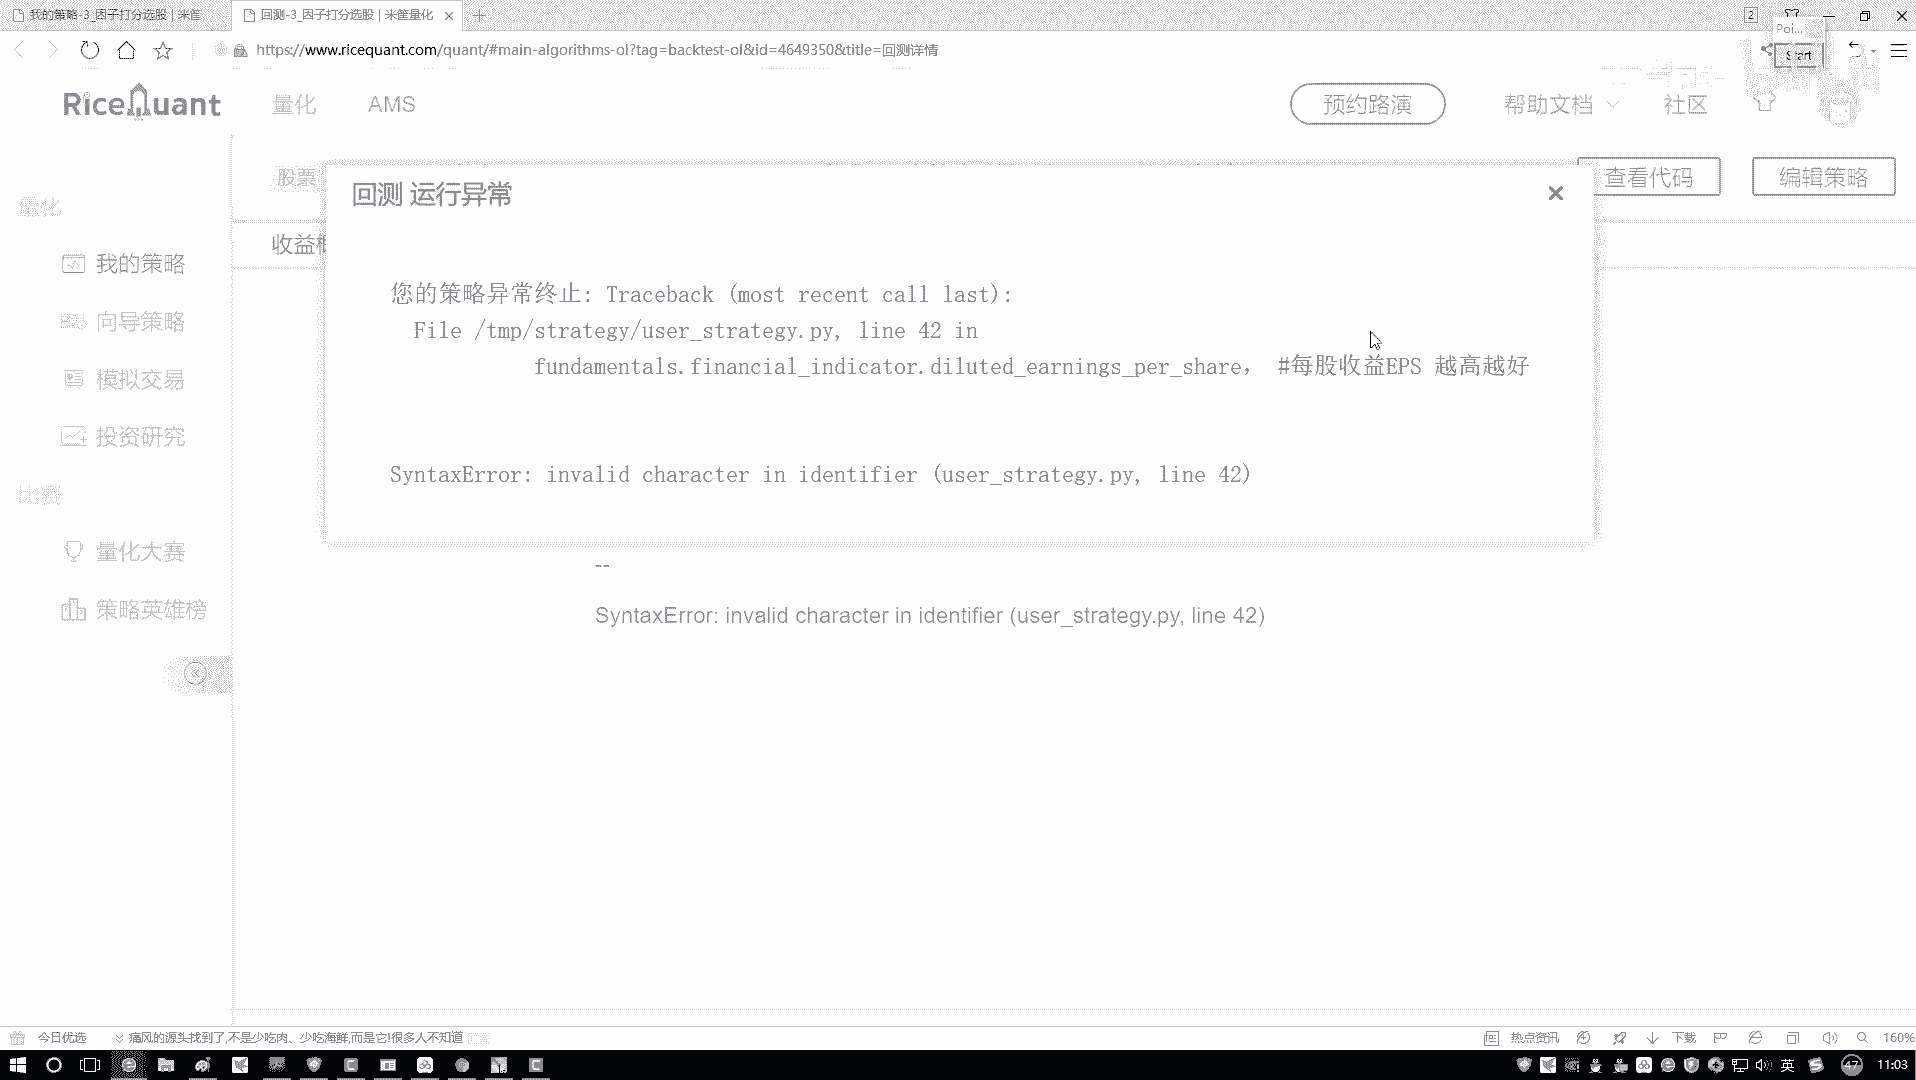 我的策略-3_因子打分选股 | 米筐
回测-3_因子打分选股 | 米筐量化
2
https://www.ricequant.com/quant/#main-algorithms-ol?tag=backtest-ol&id=4649350&title=回测详情
Poi...
Start
RiceQuant
量化
AMS
预约路演
帮助文档
社区
股票
查看代码
编辑策略
量化
我的策略
向导策略
模拟交易
投资研究
比赛
量化大赛
策略英雄榜
收益
回测 运行异常
您的策略异常终止: Traceback (most recent call last):
File /tmp/strategy/user_strategy.py, line 42 in
fundamentals.financial_indicator.diluted_earnings_per_share， #每股收益EPS 越高越好
SyntaxError: invalid character in identifier (user_strategy.py, line 42)
--
SyntaxError: invalid character in identifier (user_strategy.py, line 42)
今日优选
痛风的源头找到了,不是少吃肉、少吃海鲜,而是它!很多人不知道
热点资讯
下载
160%
英
47
11:03